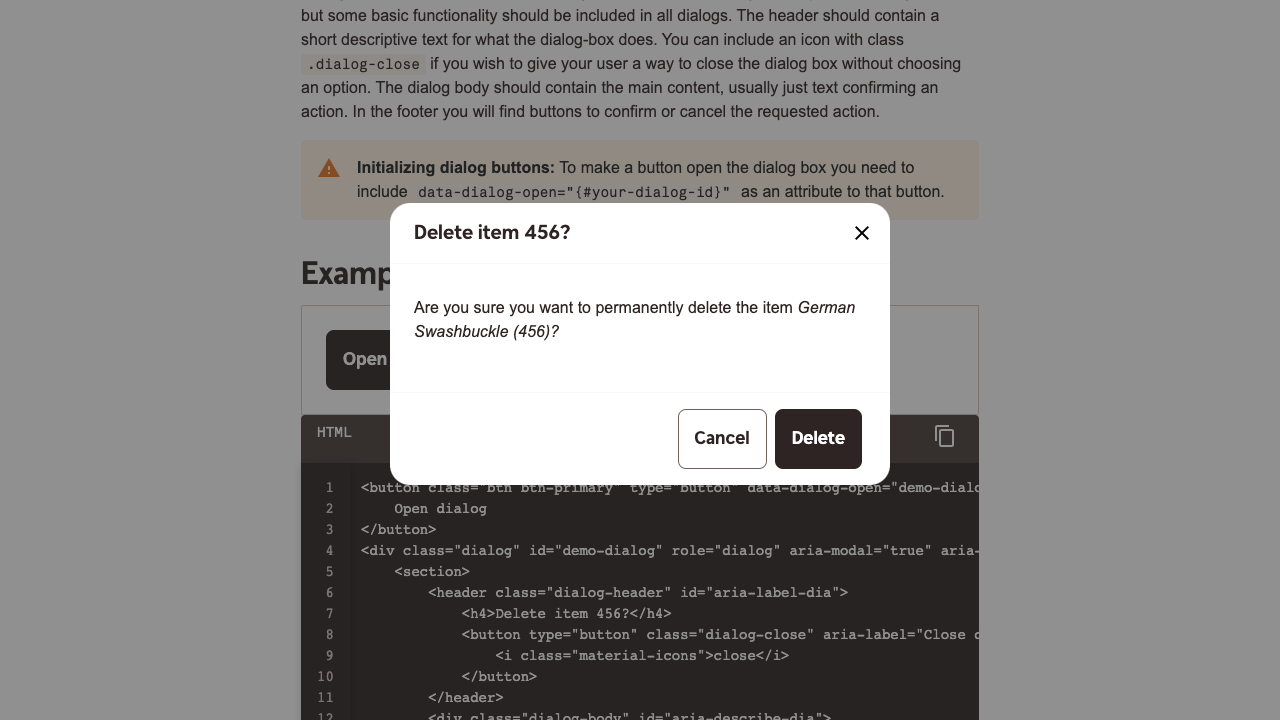 but some basic functionality should be included in all dialogs. The header should contain a
short descriptive text for what the dialog-box does. You can include an icon with class
.dialog-close if you wish to give your user a way to close the dialog box without choosing
an option. The dialog body should contain the main content, usually just text confirming an
action. In the footer you will find buttons to confirm or cancel the requested action.
Initializing dialog buttons: To make a button open the dialog box you need to
include data-dialog-open="{#your-dialog-id}" as an attribute to that button.
Delete item 456?
Examp
Are you sure you want to permanently delete the item German
Swashbuckle (456)?
Open
Cancel
Delete
HTML
1 <button class="btn btn-primary" type="button" data-dialog-open="demo-dialo
2 Open dialog
3 </button>
4 <div class="dialog" id="demo-dialog" role="dialog" aria-modal="true" aria-
5 <section>
6 <header class="dialog-header" id="aria-label-dia">
7 <h4>Delete item 456?</h4>
8 <button type="button" class="dialog-close" aria-label="Close d
9 <i class="material-icons">close</i>
10 </button>
11 </header>
12 <div class="dialog-body" id="aria-describe-dia">